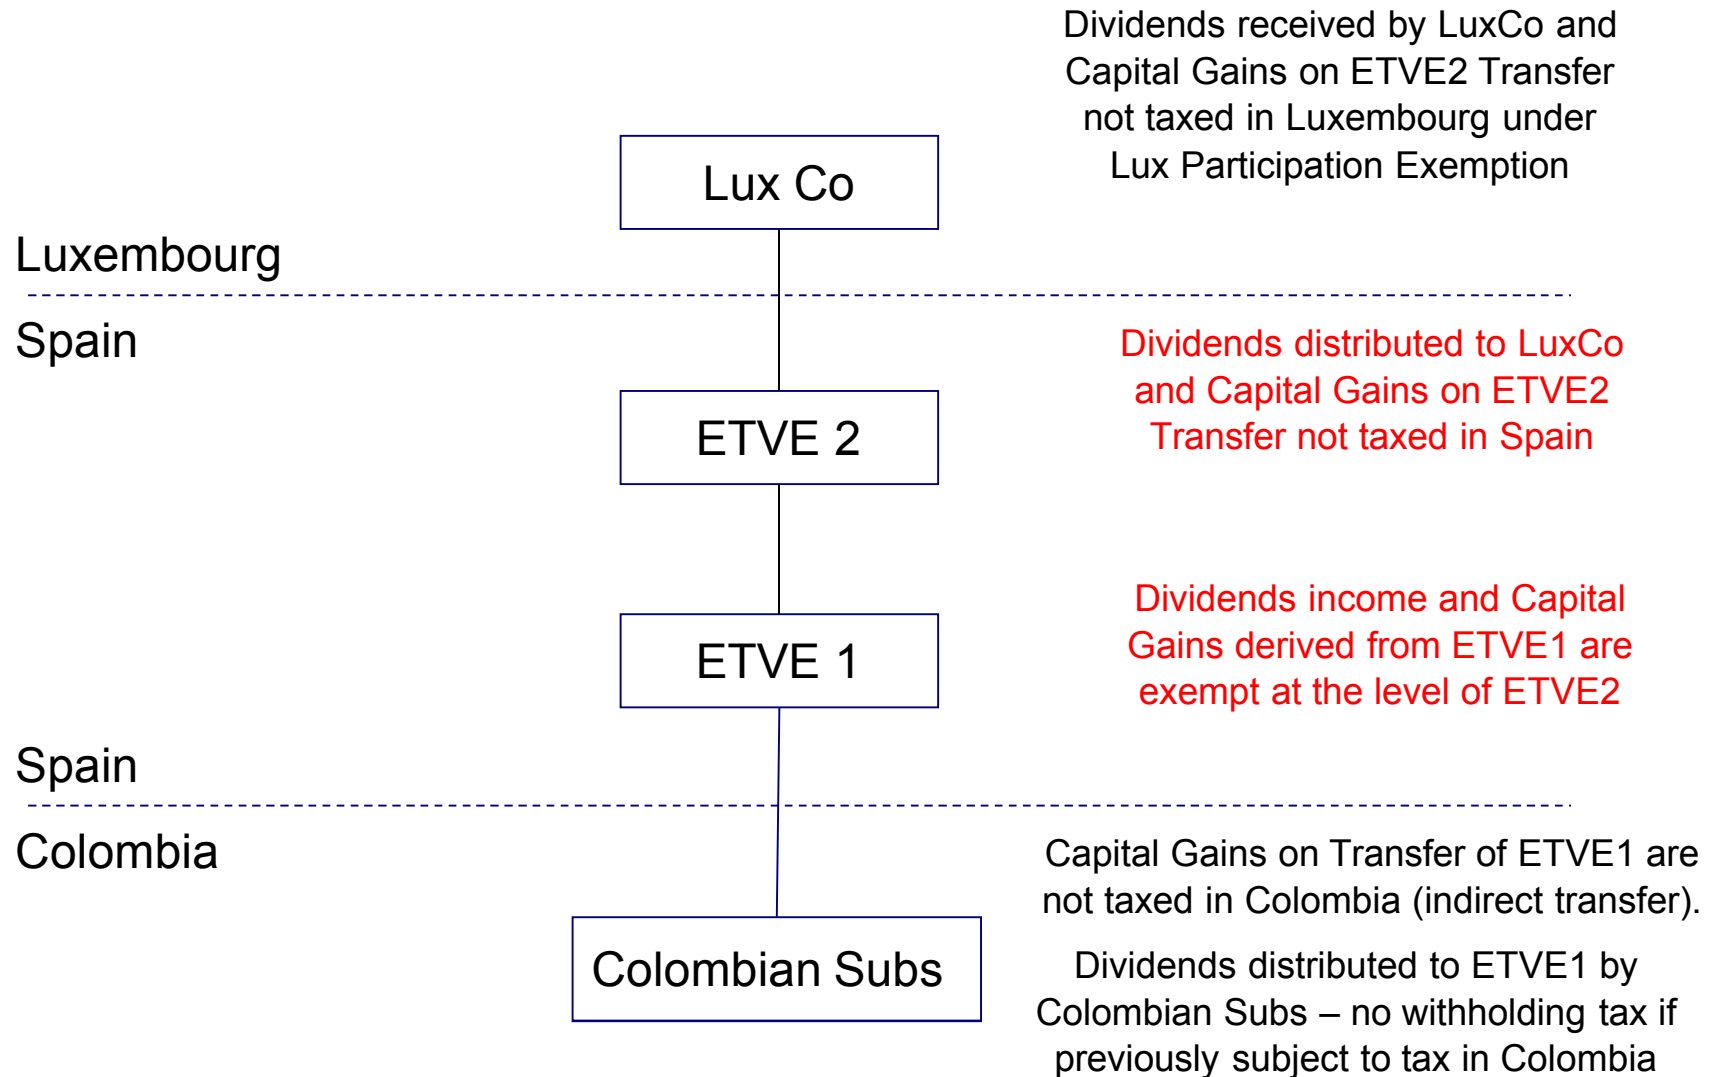 Dividends received by LuxCo and
Capital Gains on ETVE2 Transfer
not taxed in Luxembourg under
Lux Participation Exemption
Lux Co
Luxembourg
Spain
Dividends distributed to LuxCo
and Capital Gains on ETVE2
Transfer not taxed in Spain
ETVE 2
Dividends income and Capital
Gains derived from ETVE1 are
exempt at the level of ETVE2
ETVE 1
Spain
Colombia
Capital Gains on Transfer of ETVE1 are
not taxed in Colombia (indirect transfer).
Colombian Subs
Dividends distributed to ETVE1 by
Colombian Subs – no withholding tax if
previously subject to tax in Colombia